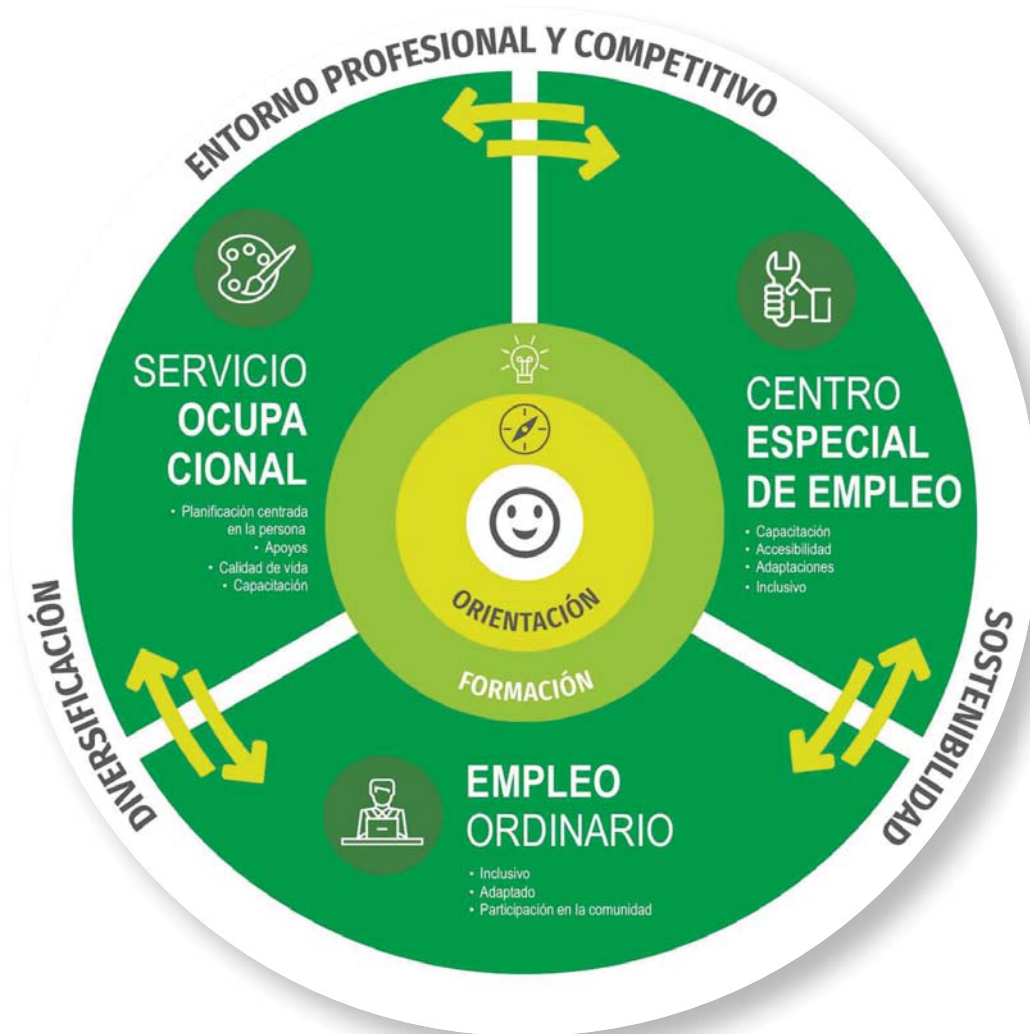 ENTORNO PROFESIONAL Y COMPETITIVO
SERVICIO
OCUPA
CIONAL
• Planificación centrada
en la persona
• Apoyos
• Calidad de vida
• Capacitación
CENTRO
ESPECIAL
DE EMPLEO
• Capacitación
• Accesibilidad
• Adaptaciones
• Inclusivo
ORIENTACIÓN
FORMACIÓN
DIVERSIFICACIÓN
SOSTENIBILIDAD
EMPLEO
ORDINARIO
• Inclusivo
• Adaptado
• Participación en la comunidad